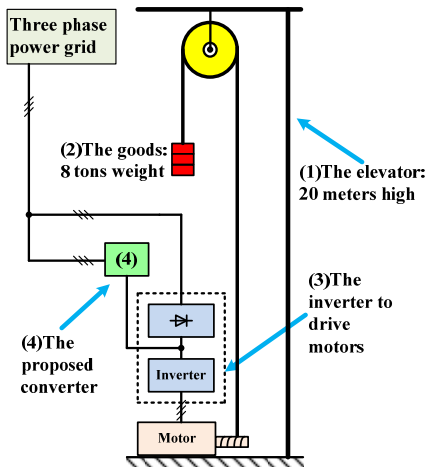 Three phase
power grid
(2)The goods:
8 tons weight
(1)The elevator:
20 meters high
(4)
(3)The
inverter to
drive
motors
(4)The
proposed
converter
Inverter
Motor